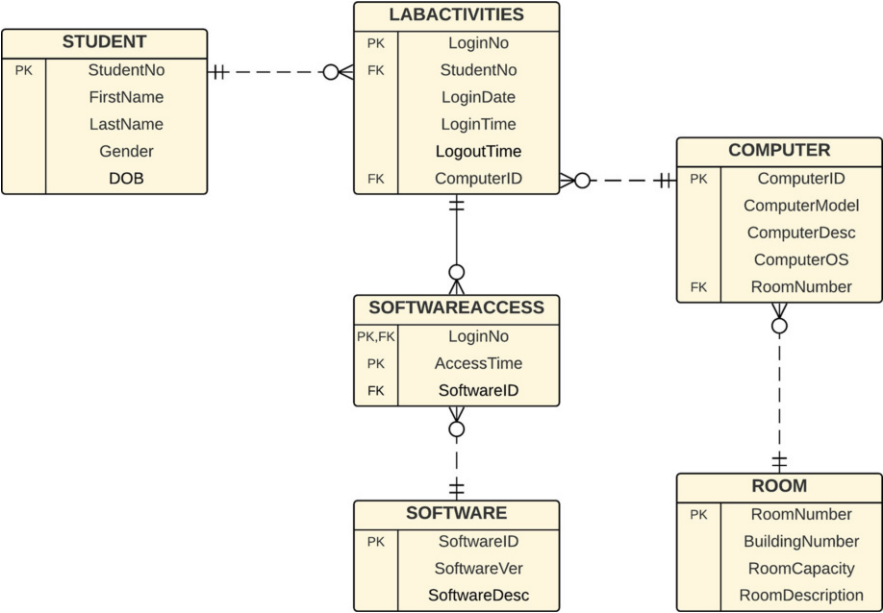 STUDENT
PK StudentNo
FirstName
LastName
Gender
DOB
LABACTIVITIES
PK LoginNo
FK StudentNo
LoginDate
LoginTime
LogoutTime
FK ComputerID
COMPUTER
PK ComputerID
ComputerModel
ComputerDesc
ComputerOS
FK RoomNumber
SOFTWAREACCESS
PK,FK LoginNo
PK AccessTime
FK SoftwareID
SOFTWARE
PK SoftwareID
SoftwareVer
SoftwareDesc
ROOM
PK RoomNumber
BuildingNumber
RoomCapacity
RoomDescription